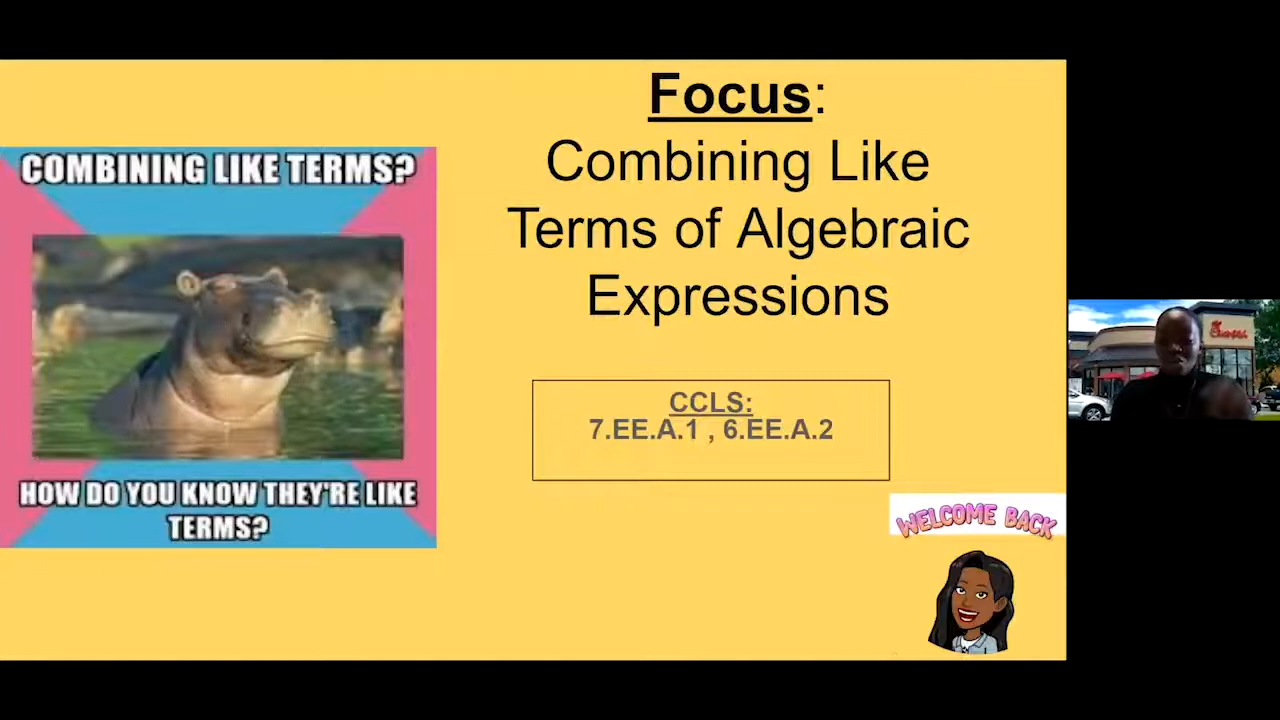 COMBINING LIKE TERMS?
HOW DO YOU KNOW THEY'RE LIKE
TERMS?
Focus:
Combining Like
Terms of Algebraic
Expressions
CCLS:
7.EE.A.1 , 6.EE.A.2
WELCOME BACK